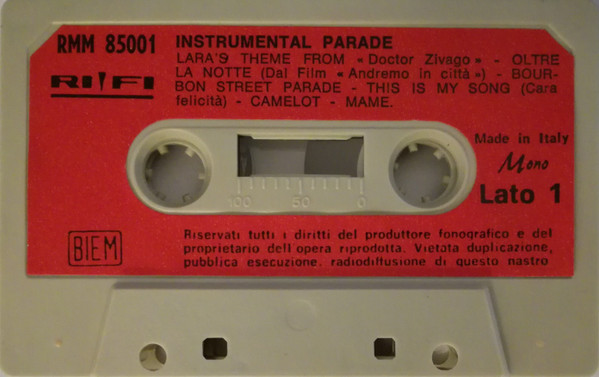 RMM 85001 INSTRUMENTAL PARADE
RI/FI
LARA'S THEME FROM «Doctor Zivago» - OLTRE
LA NOTTE (Dal Film «Andremo in città») - BOUR-
BON STREET PARADE - THIS IS MY SONG (Cara
felicità) - CAMELOT - MAME.
Made in Italy
Mono
Lato 1
100 50 0
BIEM
Riservati tutti i diritti del produttore fonografico e del
proprietario dell opera riprodotta. Vietata duplicazione,
pubblica esecuzione. radiodiffusione di questo nastro